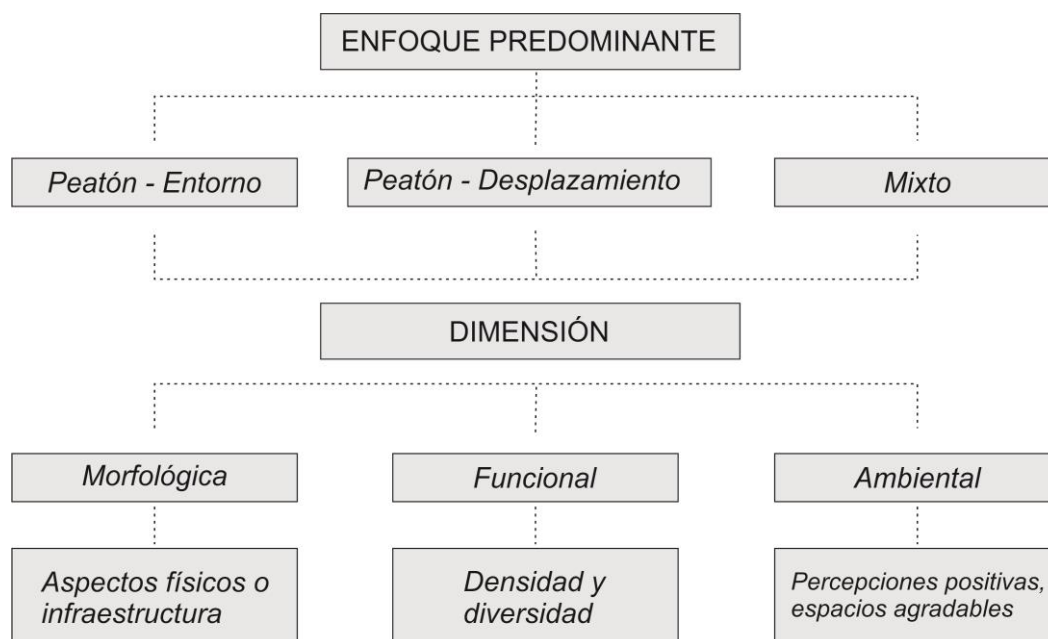 ENFOQUE PREDOMINANTE
Peatón - Entorno
Peatón - Desplazamiento
Mixto
DIMENSIÓN
Morfológica
Funcional
Ambiental
Aspectos físicos o
infraestructura
Densidad y
diversidad
Percepciones positivas,
espacios agradables